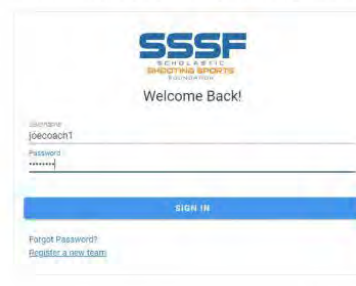 SSSF
SCHOLASTIC
SHOOTING SPORTS
FOUNDATION
Welcome Back!
Username
joecoach1
Password
••••••••
SIGN IN
Forgot Password?
Register a new team